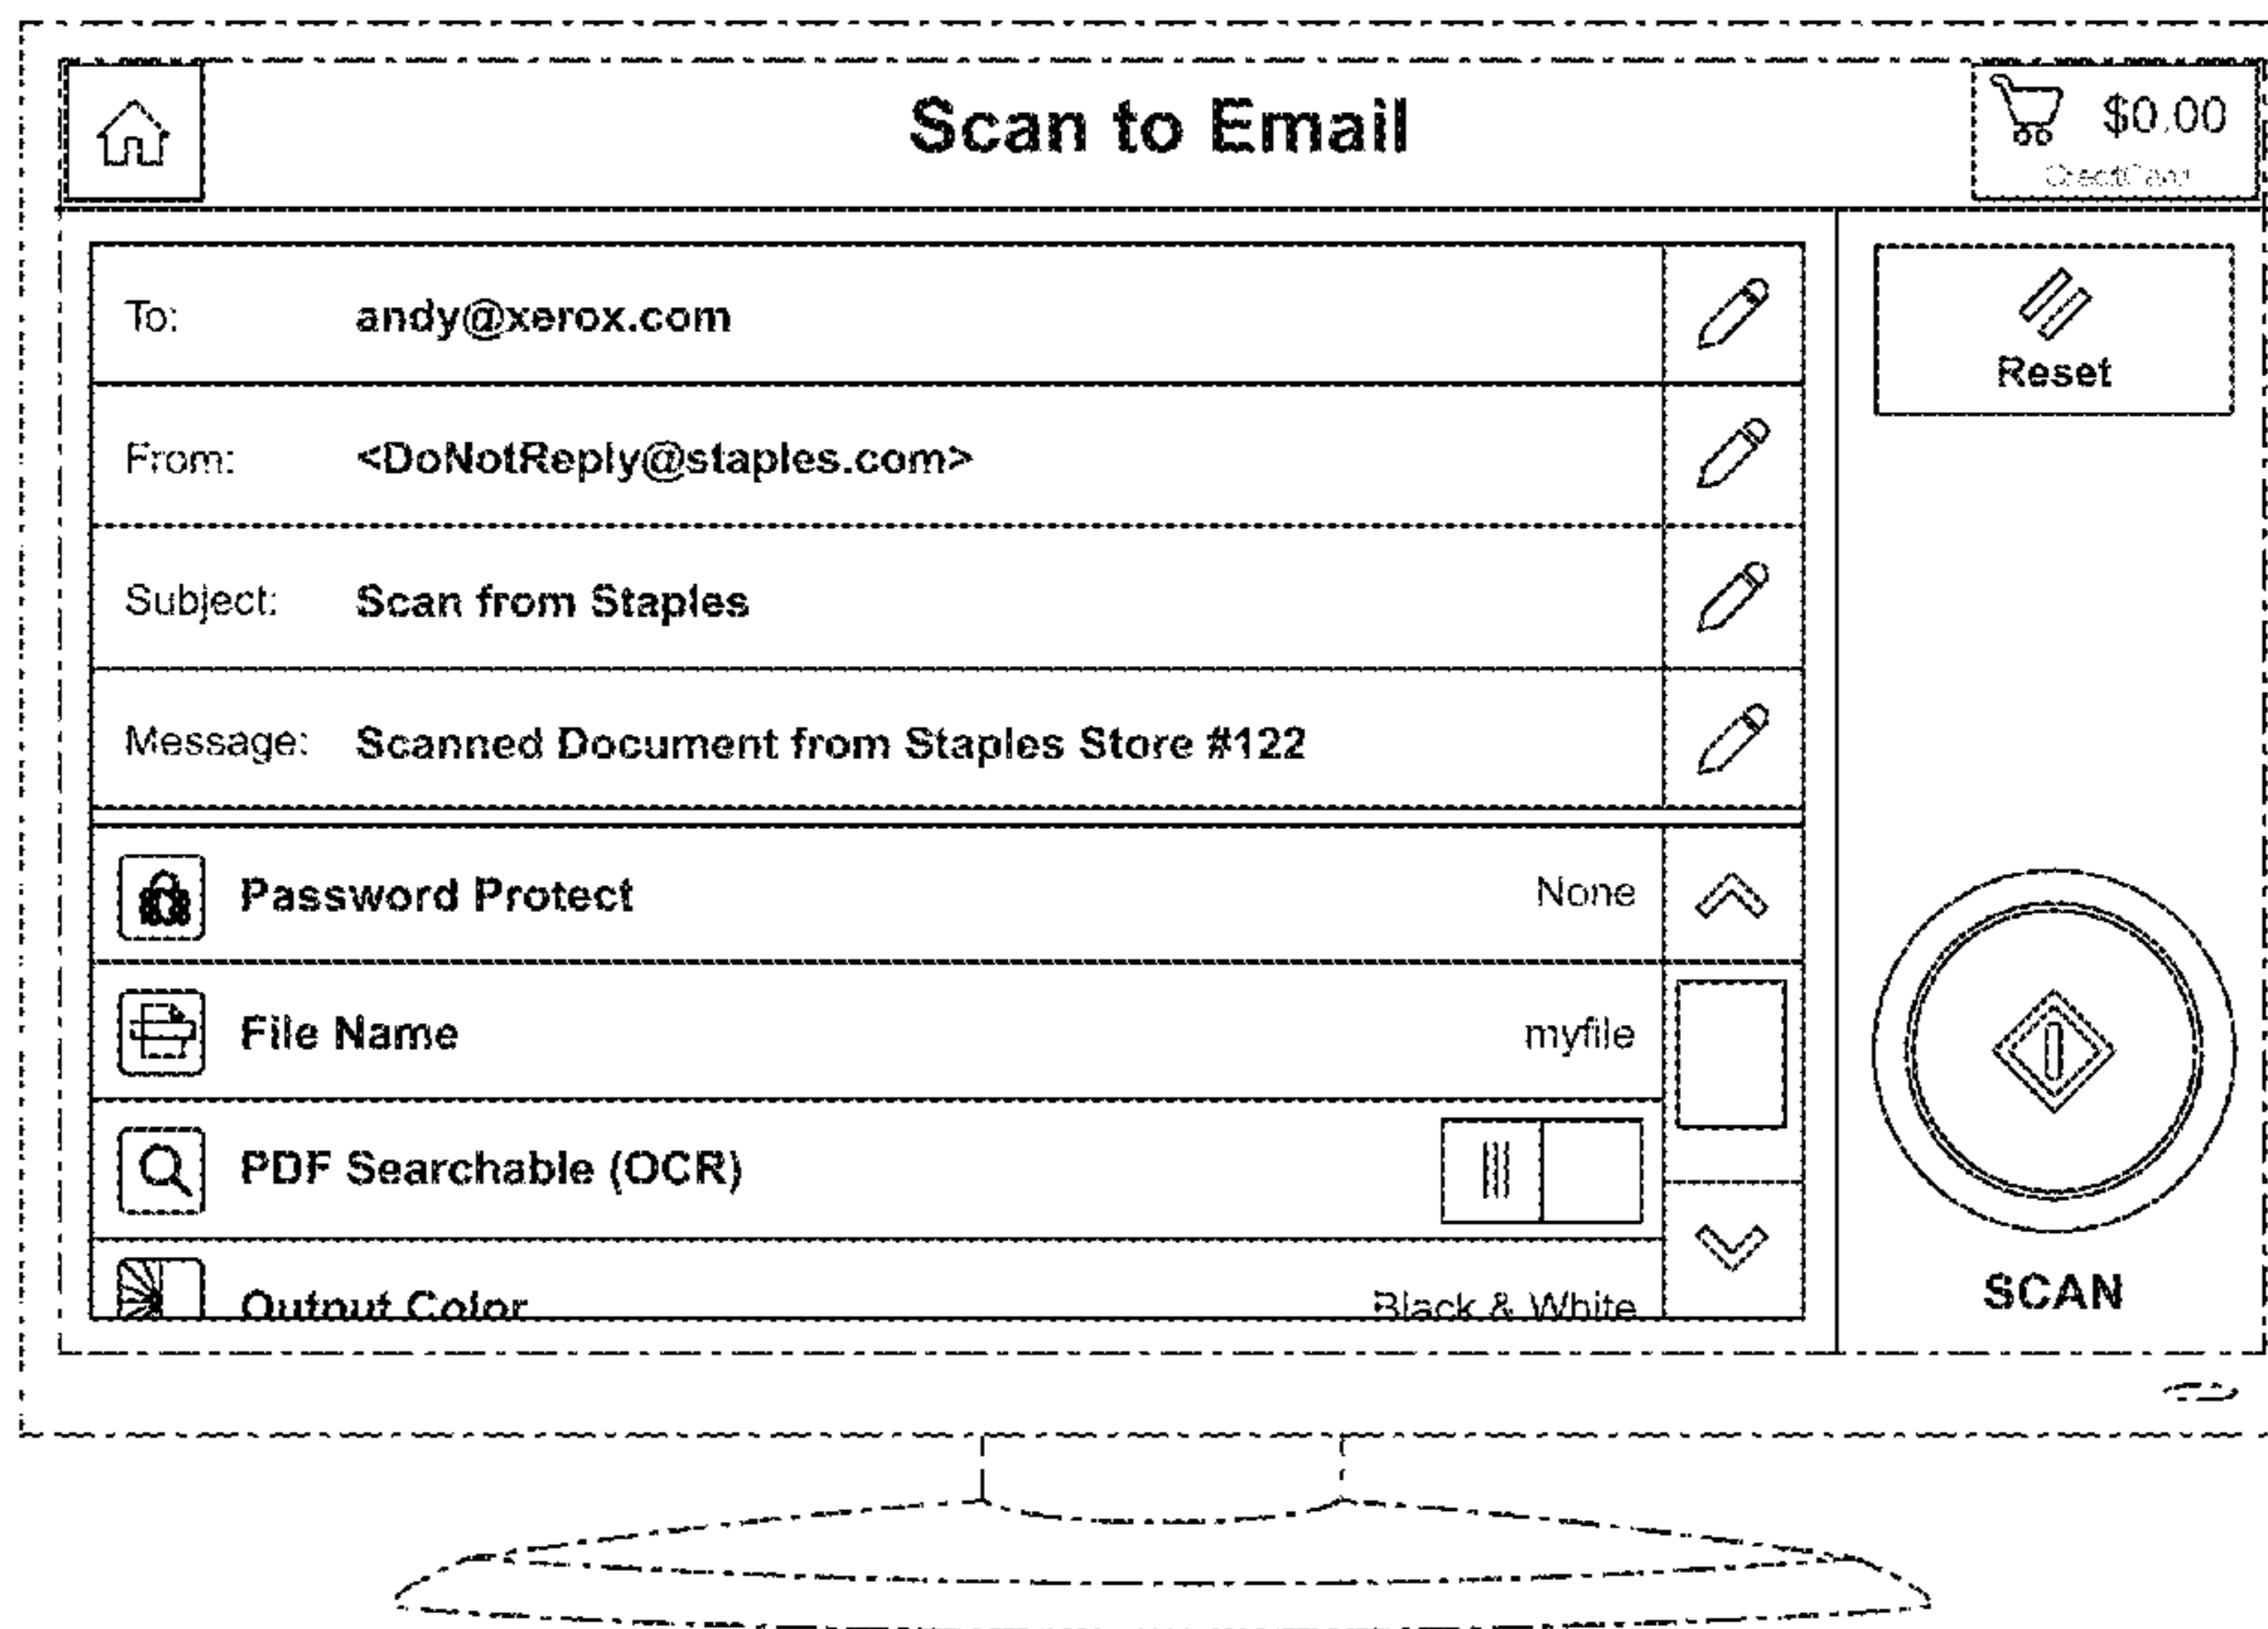 Scan to Email
$0.00
CreditCard
To: andy@xerox.com
Reset
From: <DoNotReply@staples.com>
Subject: Scan from Staples
Message: Scanned Document from Staples Store #122
Password Protect None
File Name myfile
PDF Searchable (OCR)
Output Color Black & White
SCAN